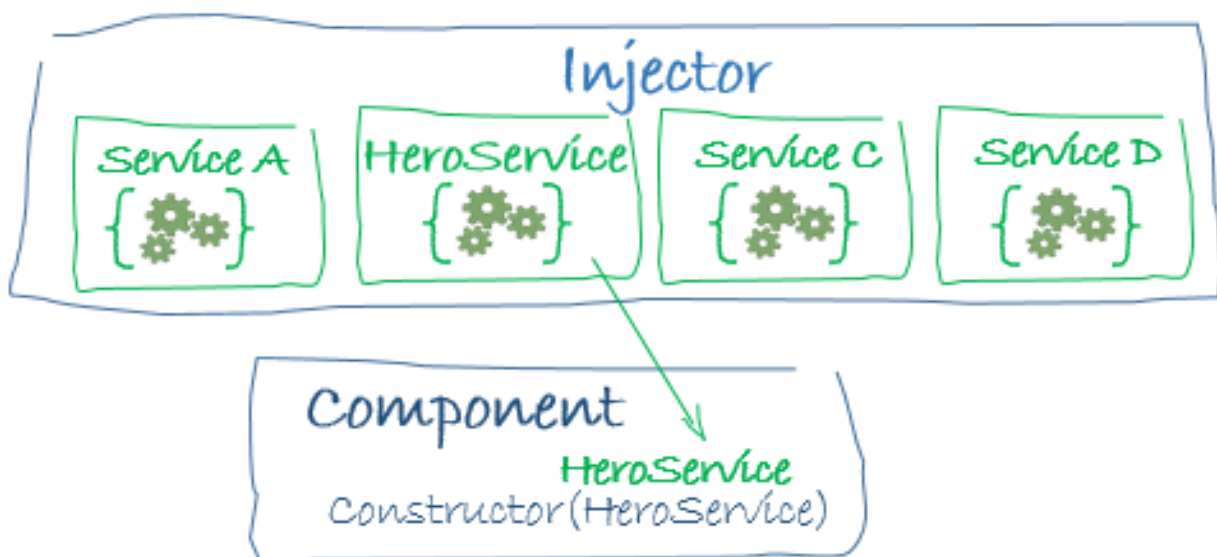 Injector
Service A
HeroService
Service C
Service D
Component
HeroService
Constructor(HeroService)